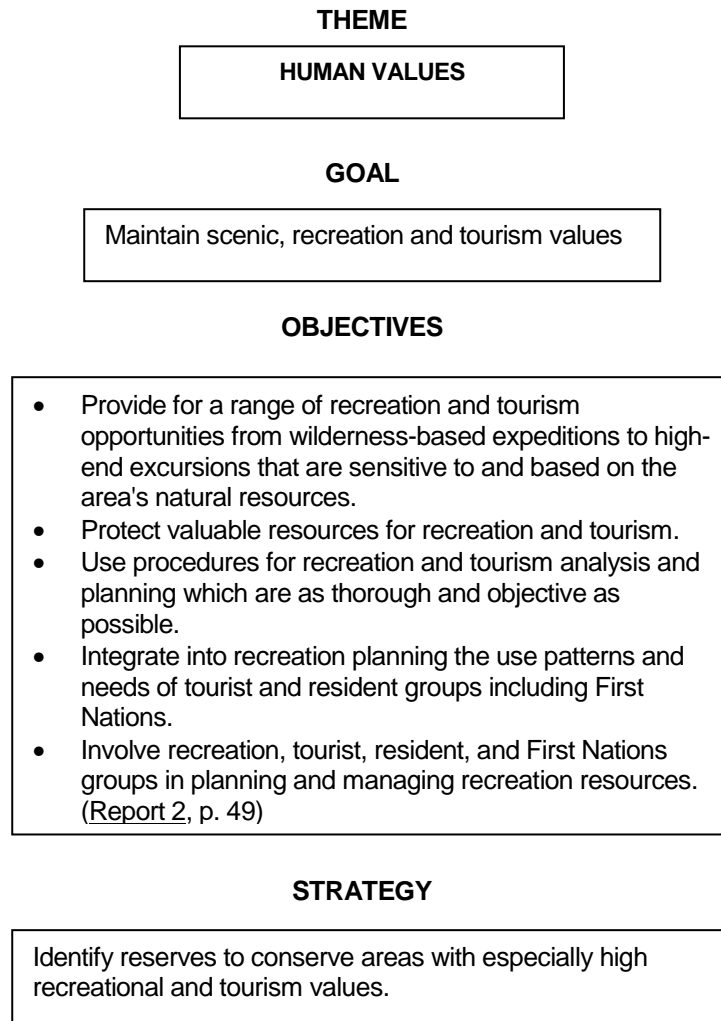 THEME
HUMAN VALUES
GOAL
Maintain scenic, recreation and tourism values
OBJECTIVES
• Provide for a range of recreation and tourism
opportunities from wilderness-based expeditions to high-
end excursions that are sensitive to and based on the
area's natural resources.
• Protect valuable resources for recreation and tourism.
• Use procedures for recreation and tourism analysis and
planning which are as thorough and objective as
possible.
• Integrate into recreation planning the use patterns and
needs of tourist and resident groups including First
Nations.
• Involve recreation, tourist, resident, and First Nations
groups in planning and managing recreation resources.
(Report 2, p. 49)
STRATEGY
Identify reserves to conserve areas with especially high
recreational and tourism values.